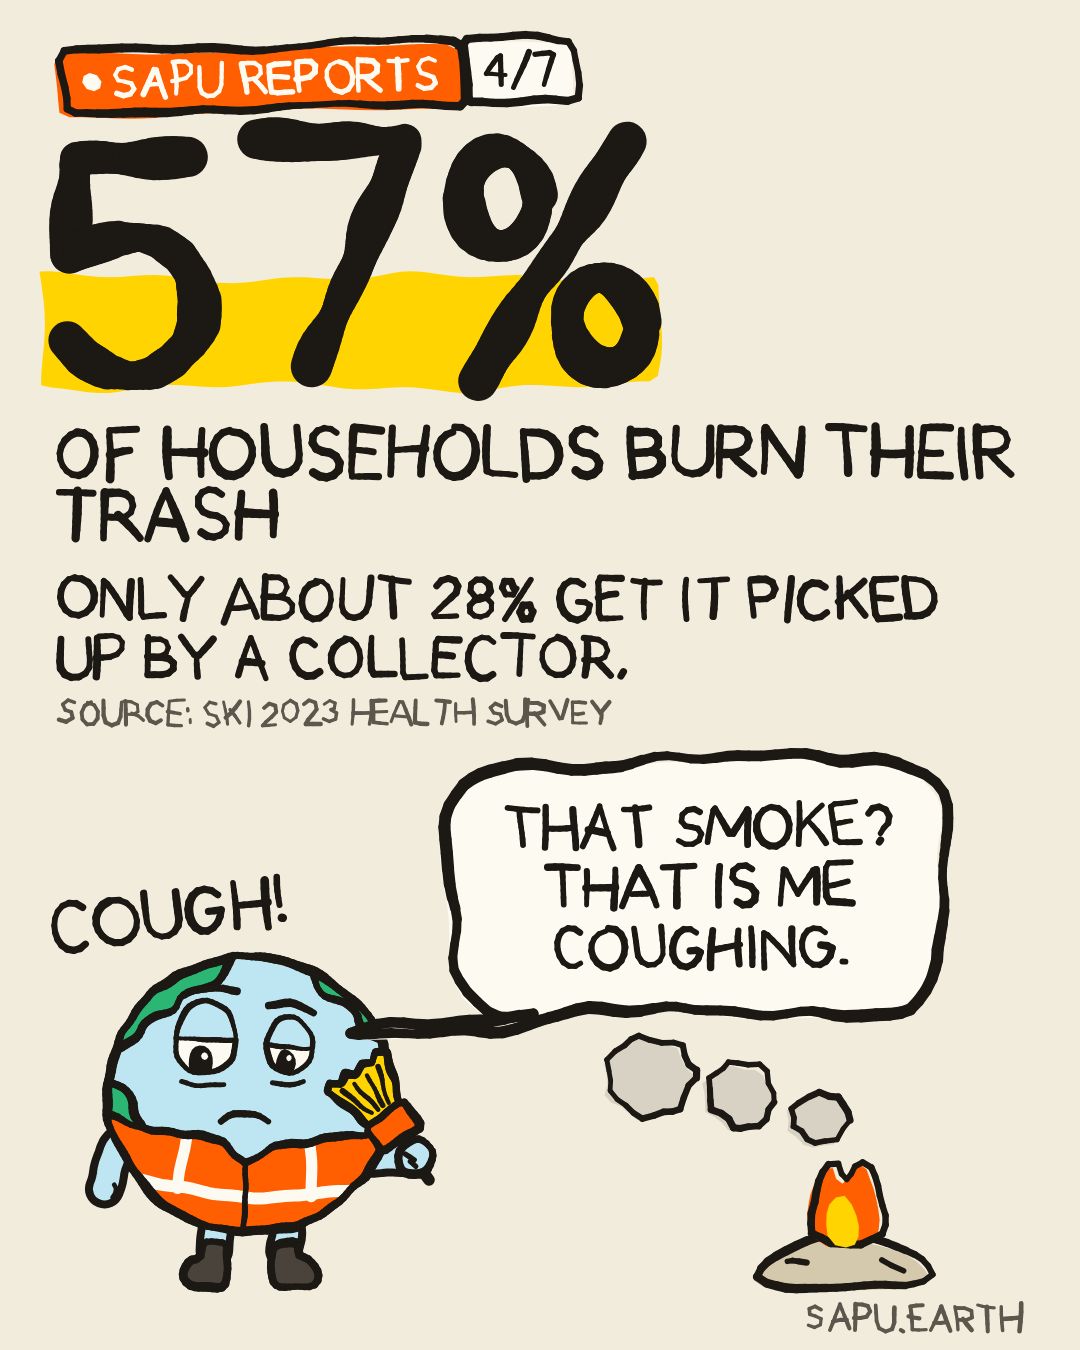 • SAPU REPORTS 4/7
57%
OF HOUSEHOLDS BURN THEIR
TRASH
ONLY ABOUT 28% GET IT PICKED
UP BY A COLLECTOR.
SOURCE: SKI 2023 HEALTH SURVEY
THAT SMOKE?
THAT IS ME
COUGHING.
COUGH!
SAPU.EARTH